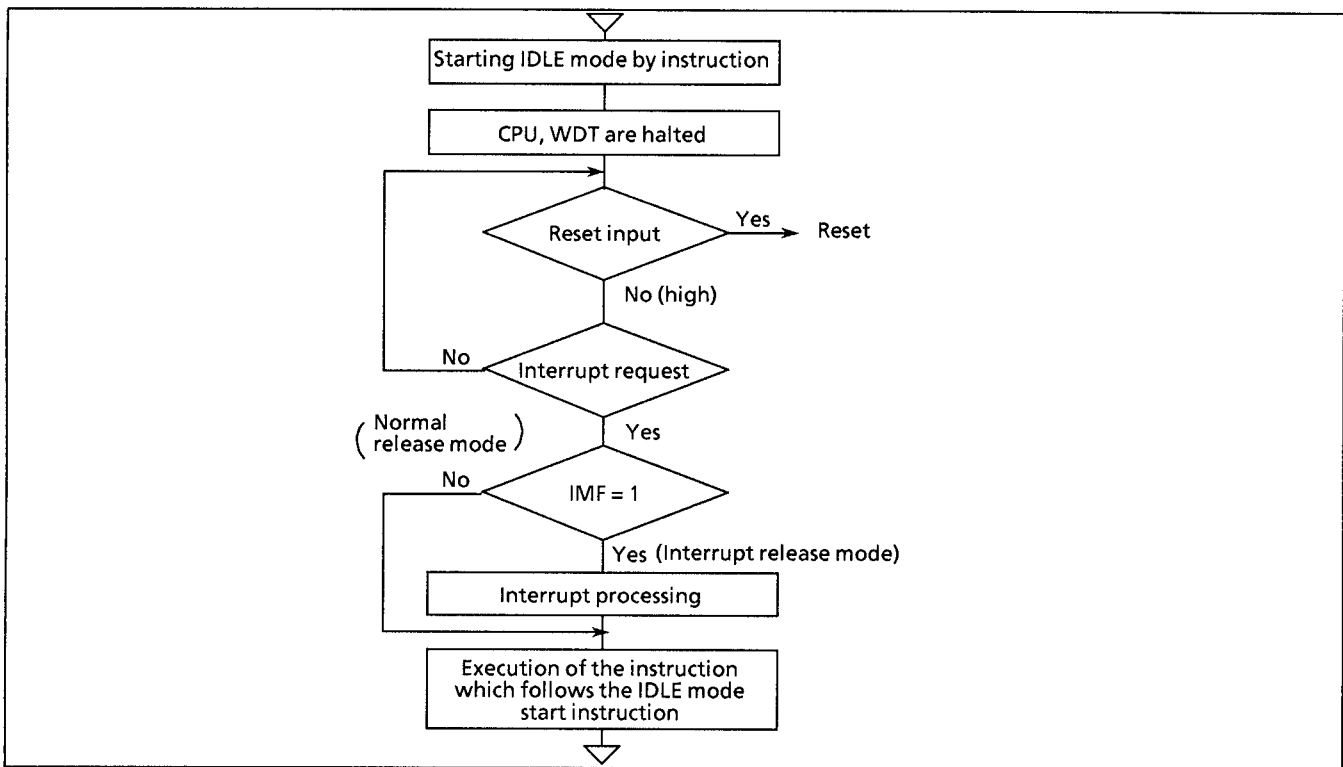 Starting IDLE mode by instruction
CPU, WDT are halted
Reset input
Yes
Reset
No (high)
No
Interrupt request
Yes
(Normal
release mode)
No
IMF = 1
Yes (Interrupt release mode)
Interrupt processing
Execution of the instruction
which follows the IDLE mode
start instruction